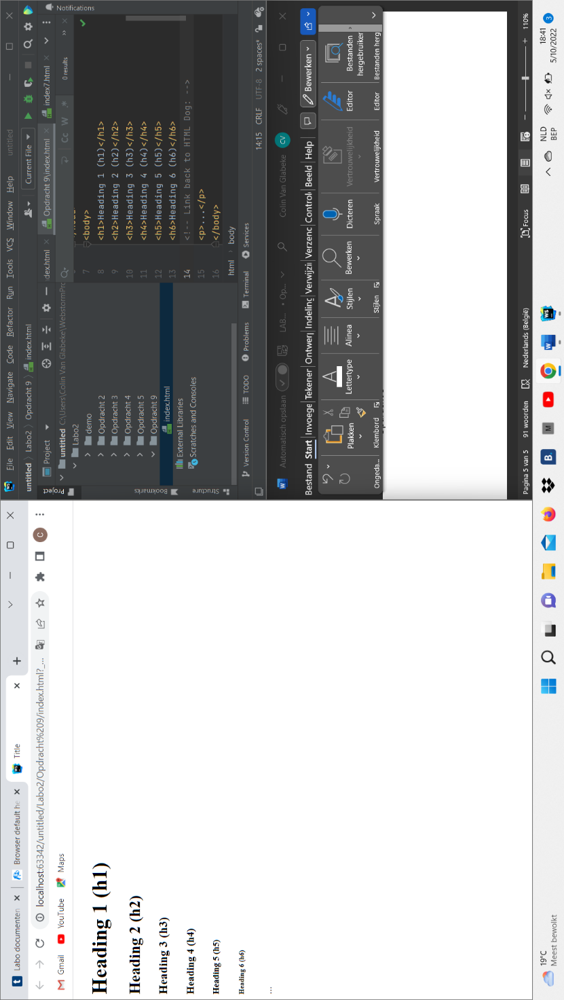 Labo documenten
Browser default he
Title
localhost:63342/untitled/Labo2/Opdracht%209/index.html?_...
C
Gmail
YouTube
Maps
Heading 1 (h1)
Heading 2 (h2)
Heading 3 (h3)
Heading 4 (h4)
Heading 5 (h5)
Heading 6 (h6)
...
File Edit View Navigate Code Refactor Run Tools VCS Window Help untitled
untitled Labo2 Opdracht 9 index.html
Current File
Project
dex.html
Opdracht 9\index.html
index7.html
Notifications
untitled C:\Users\Colin Van Glabeke\WebstormPro
Labo2
demo
Opdracht 2
Opdracht 3
Opdracht 4
Opdracht 5
Opdracht 9
index.html
External Libraries
Scratches and Consoles
Project
Bookmarks
Structure
Cc W .* 0 results
7 <body>
8 <h1>Heading 1 (h1)</h1>
9 <h2>Heading 2 (h2)</h2>
10 <h3>Heading 3 (h3)</h3>
11 <h4>Heading 4 (h4)</h4>
12 <h5>Heading 5 (h5)</h5>
13 <h6>Heading 6 (h6)</h6>
14 <!-- Link back to HTML Dog: -->
15 <p>...</p>
16 </body>
html body
Version Control TODO Problems Terminal Services
14:15 CRLF UTF-8 2 spaces*
Automatisch opslaan LAB... • Op... Colin Van Glabeke CV
Bestand Start Invoege Tekener Ontwerp Indeling Verwijzi Verzenc Control Beeld Help Bewerken
Plakken
Lettertype
Alinea
Stijlen
Bewerken
Dicteren
Vertrouwelijkheid
Editor
Bestanden hergebruiken
Ongeda... Klembord Stijlen Spraak Vertrouwelijkheid Editor Bestanden herg
Pagina 5 van 5 91 woorden Nederlands (België) Focus 110%
19°C
Meest bewolkt
NLD
BEP
18:41
5/10/2022
3